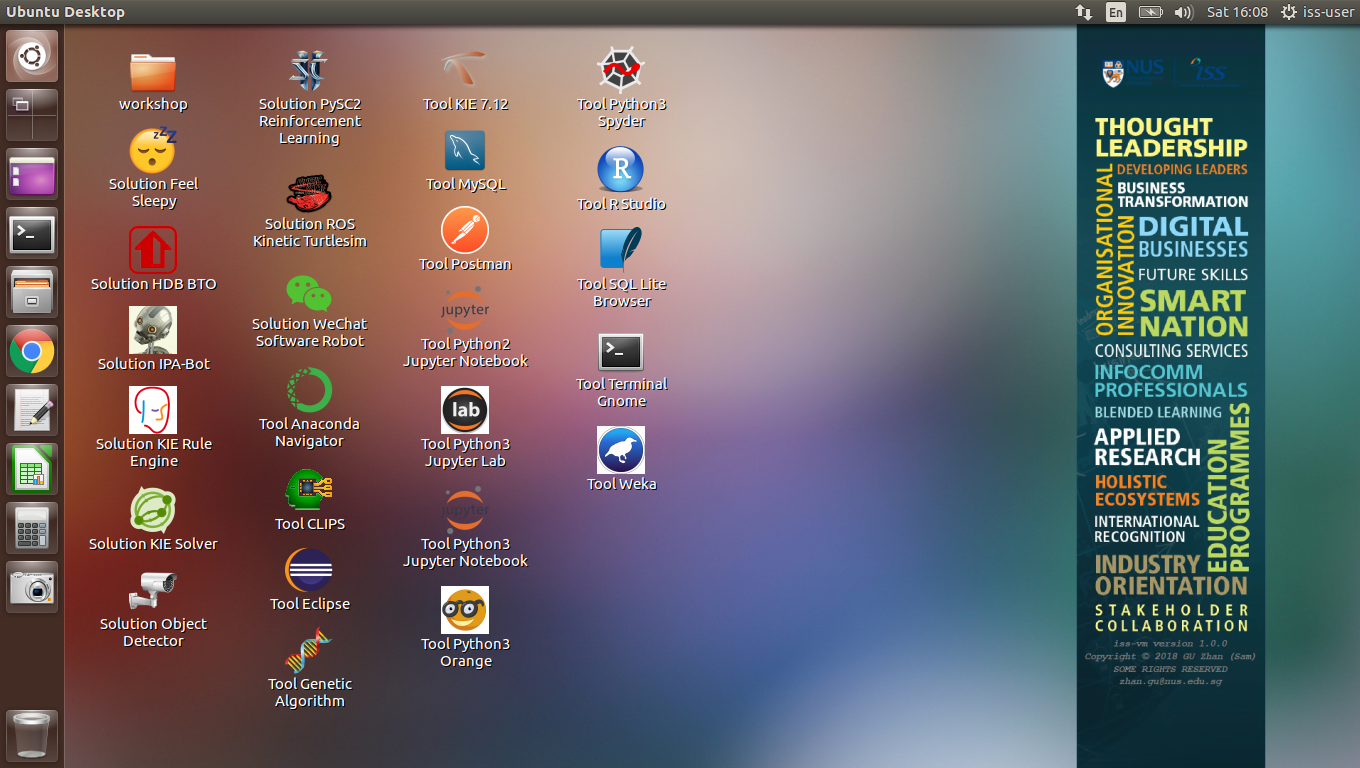 Ubuntu Desktop
En
Sat 16:08
iss-user
workshop
Solution Feel
Sleepy
Solution HDB BTO
Solution IPA-Bot
Solution KIE Rule
Engine
Solution KIE Solver
Solution Object
Detector
Solution PySC2
Reinforcement
Learning
Solution ROS
Kinetic Turtlesim
Solution WeChat
Software Robot
Tool Anaconda
Navigator
Tool CLIPS
Tool Eclipse
Tool Genetic
Algorithm
Tool KIE 7.12
Tool MySQL
Tool Postman
jupyter
Tool Python2
Jupyter Notebook
lab
Tool Python3
Jupyter Lab
jupyter
Tool Python3
Jupyter Notebook
Tool Python3
Orange
Tool Python3
Spyder
R
Tool R Studio
Tool SQL Lite
Browser
>_
Tool Terminal
Gnome
Tool Weka
NUS
iss
THOUGHT
LEADERSHIP
DEVELOPING LEADERS
ORGANISATIONAL
INNOVATION
BUSINESS
TRANSFORMATION
DIGITAL
BUSINESSES
FUTURE SKILLS
SMART
NATION
CONSULTING SERVICES
INFOCOMM
PROFESSIONALS
BLENDED LEARNING
APPLIED
RESEARCH
EDUCATION
PROGRAMMES
HOLISTIC
ECOSYSTEMS
INTERNATIONAL
RECOGNITION
INDUSTRY
ORIENTATION
STAKEHOLDER
COLLABORATION
iss-vm version 1.0.0
Copyright © 2018 GU Zhan (Sam)
SOME RIGHTS RESERVED
zhan.gu@nus.edu.sg